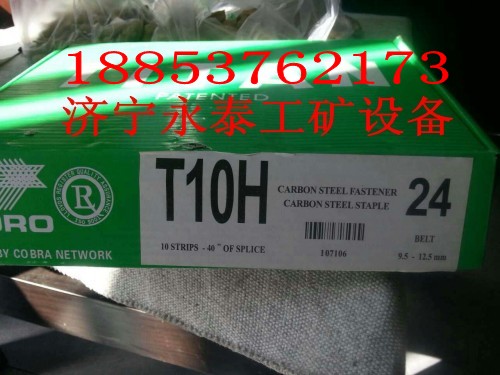 18853762173
PATENTED
济宁永泰工矿设备
T10H
CARBON STEEL FASTENER
CARBON STEEL STAPLE
24
10 STRIPS - 40" OF SPLICE
107106
BELT
9.5 - 12.5 mm
R
BY COBRA NETWORK